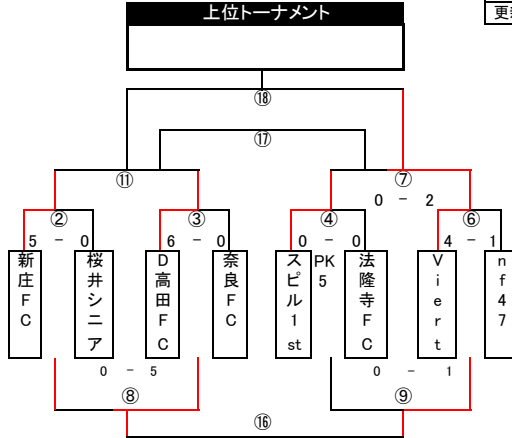 上位トーナメント
更新
⑱
⑰
⑪
⑦
0 - 2
②
③
④
⑥
5 - 0
6 - 0
0 PK 0
5
4 - 1
新庄FC
桜井シニア
D高田FC
奈良FC
スピル1st
法隆寺FC
Viert
nf47
0 - 5
0 - 1
⑧
⑨
⑯